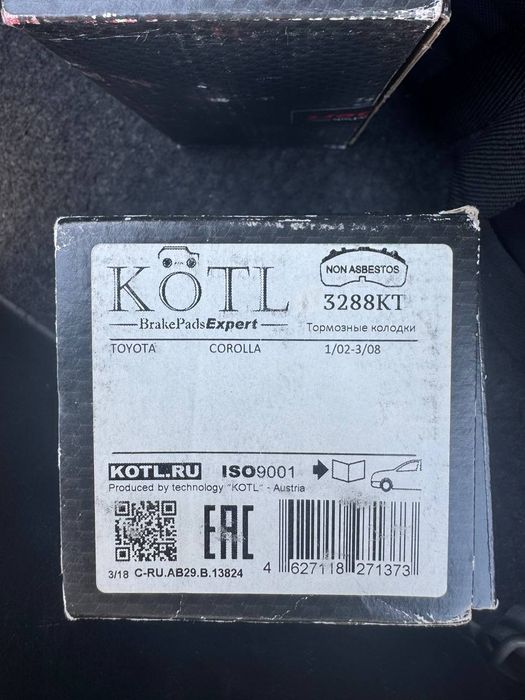 KOTL
BrakePadsExpert
NON ASBESTOS
3288KT
Тормозные колодки
TOYOTA COROLLA 1/02-3/08
KOTL.RU ISO9001
Produced by technology "KOTL" - Austria
EAC
3/18 C-RU.AB29.B.13824
4 627118 271373